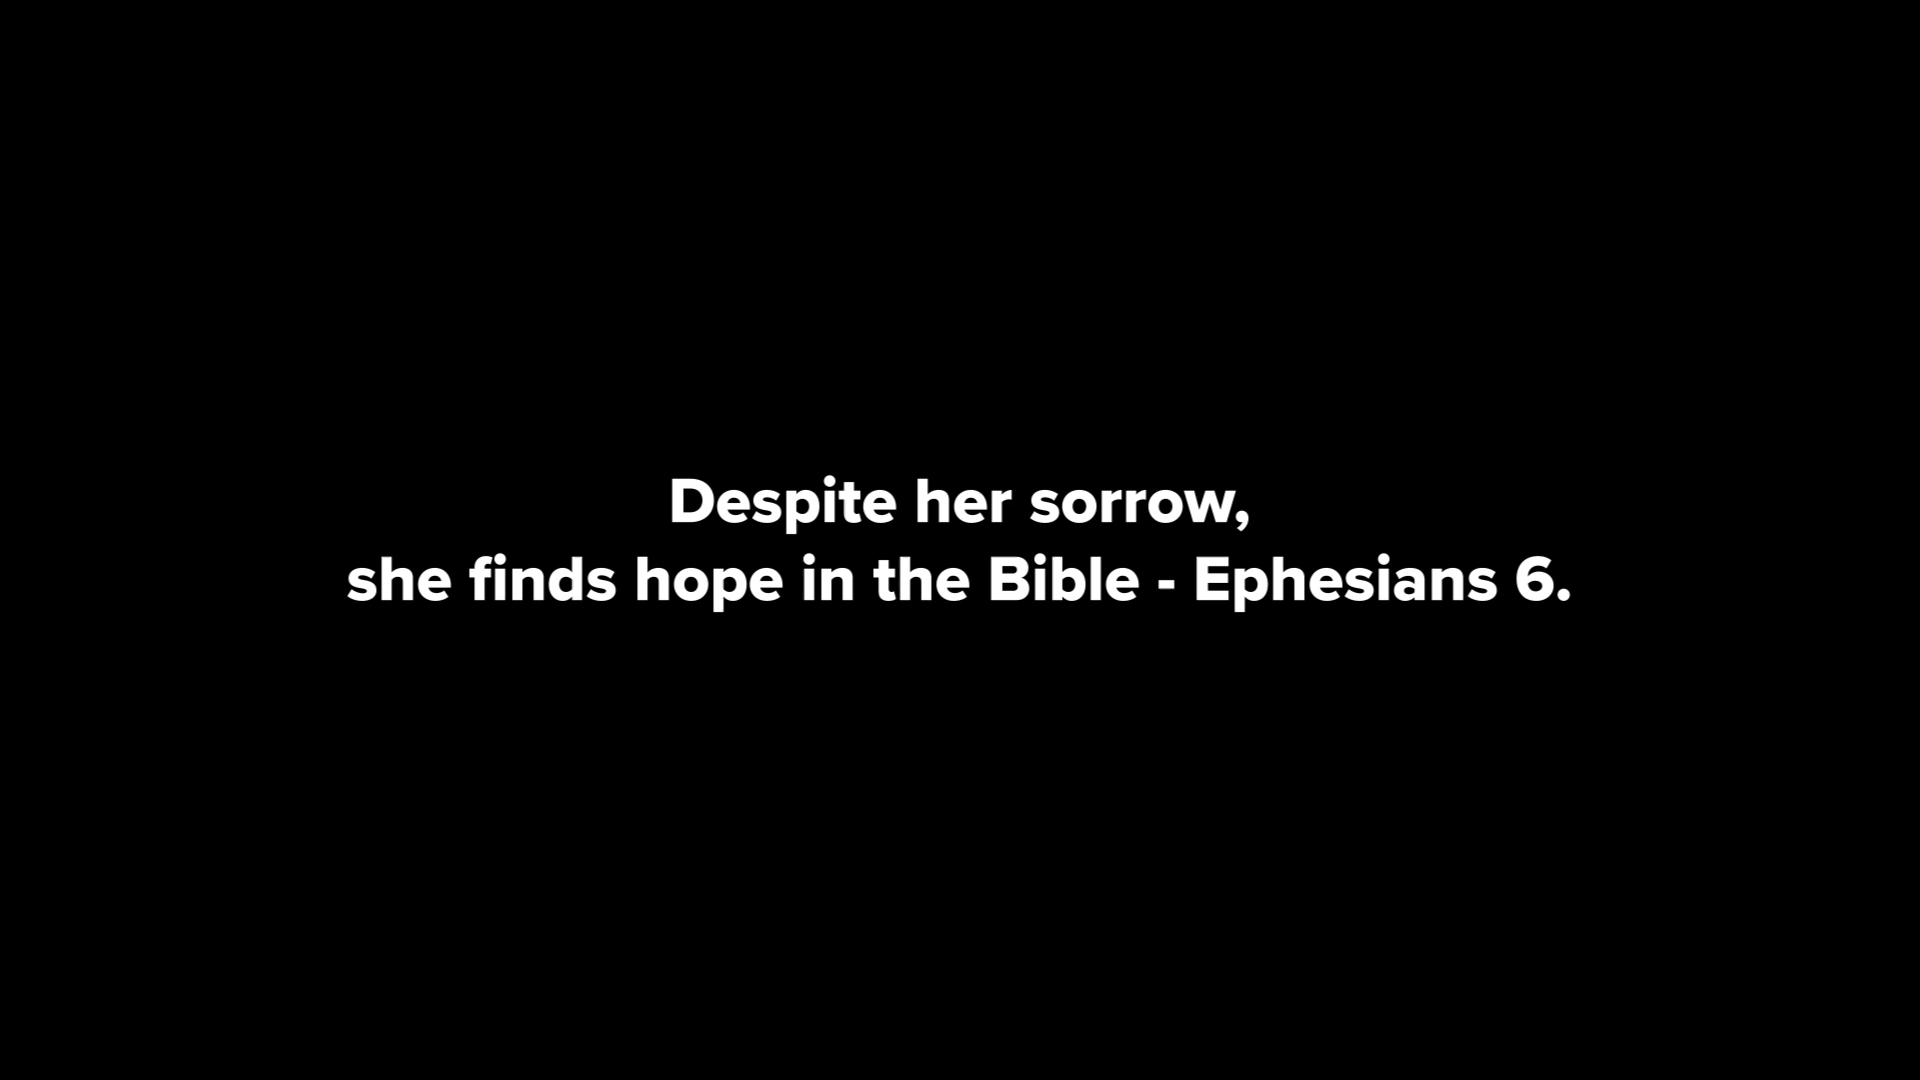 Despite her sorrow,
she finds hope in the Bible - Ephesians 6.